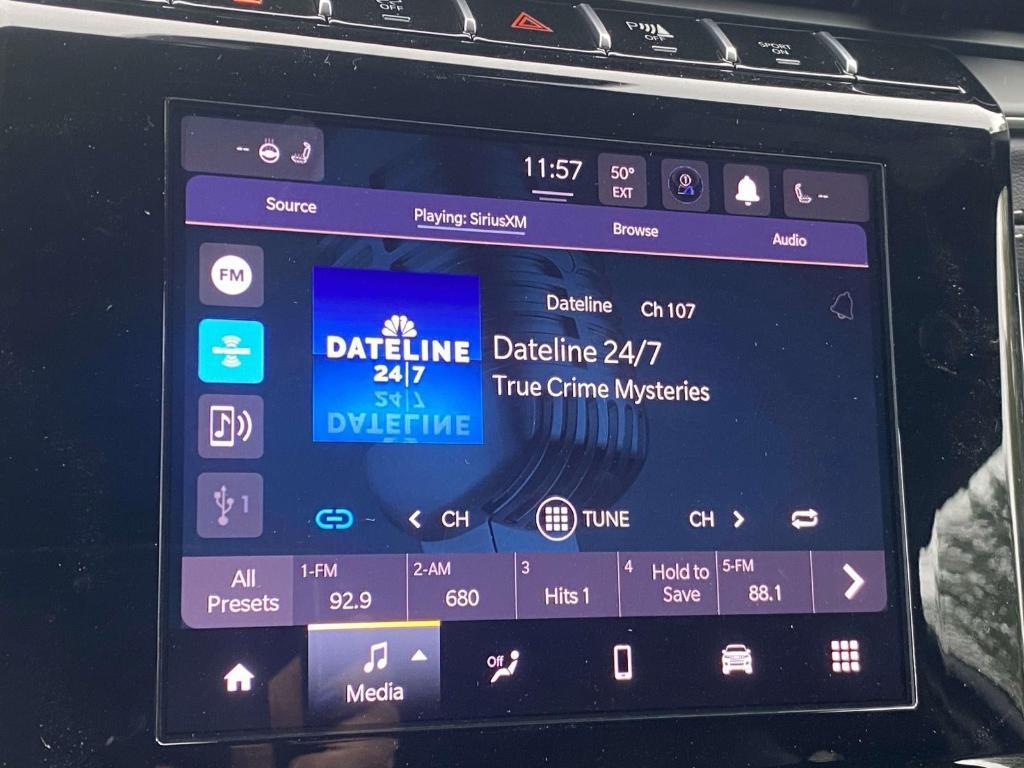 OFF
P OFF
SPORT
ON
11:57
50°
EXT
Source
Playing: SiriusXM
Browse
Audio
FM
DATELINE
24|7
Dateline Ch 107
Dateline 24/7
True Crime Mysteries
1
CH
TUNE
CH
All
Presets
1-FM
92.9
2-AM
680
3
Hits 1
4
Hold to
Save
5-FM
88.1
Media
Off